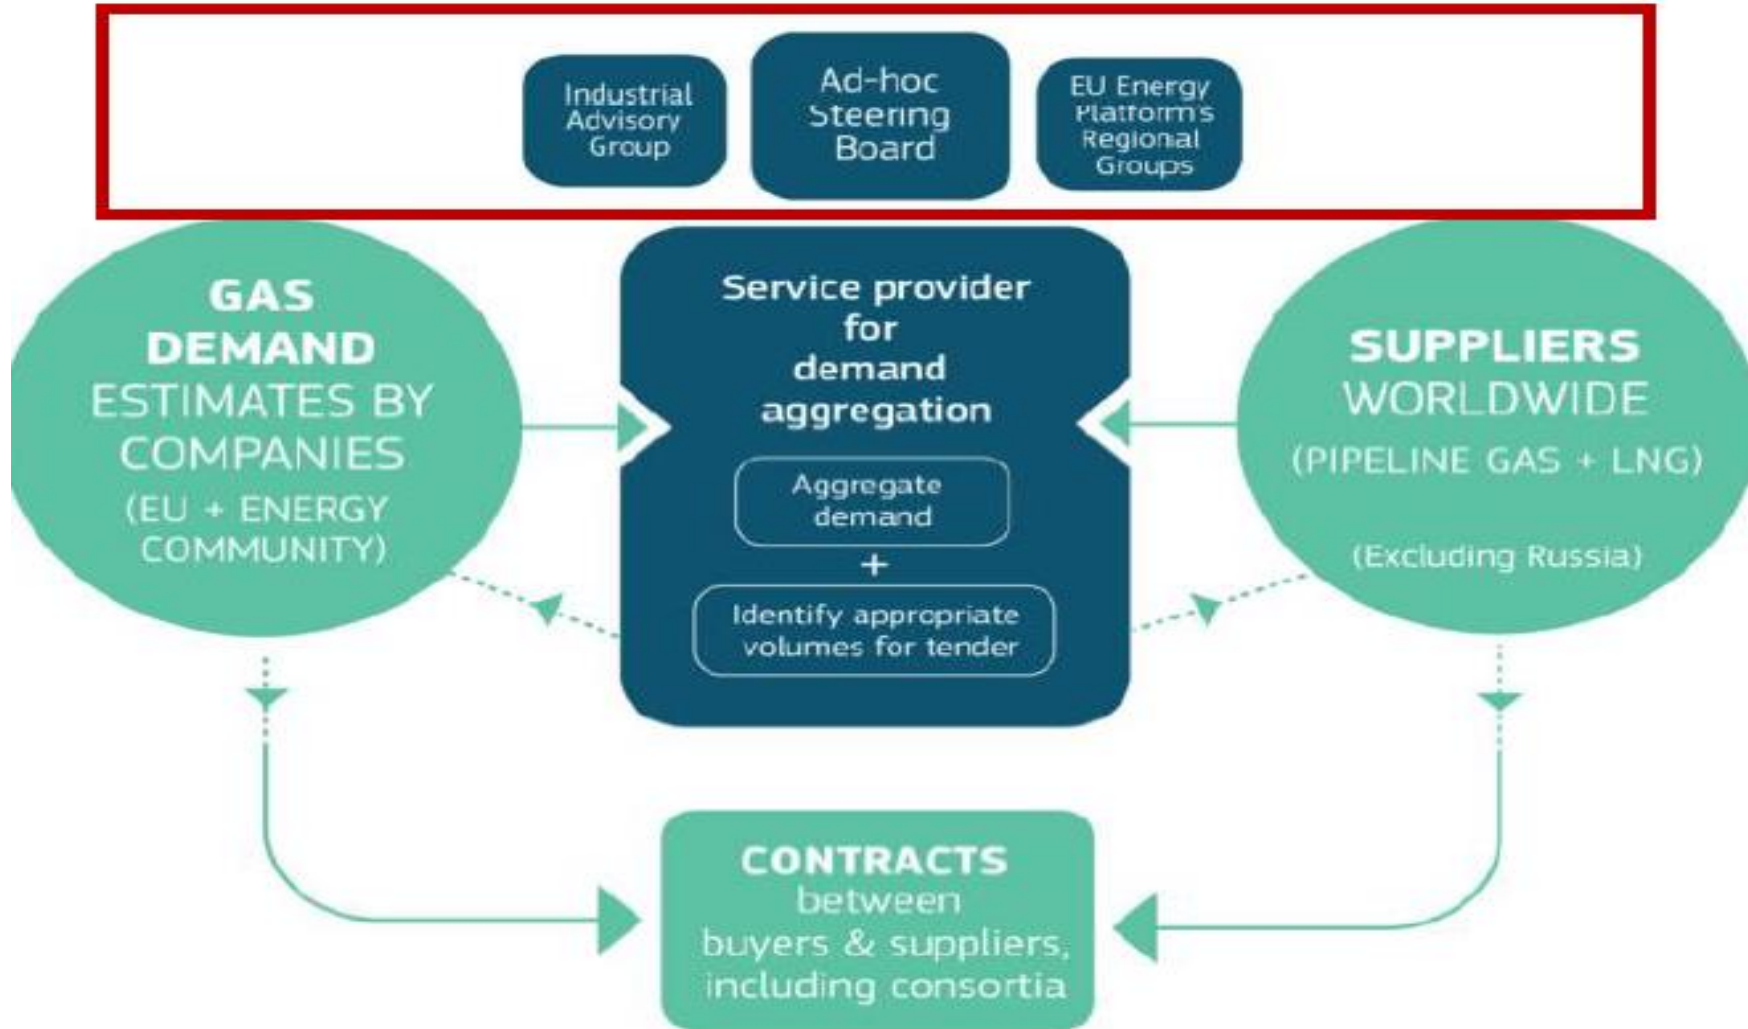 Industrial
Advisory
Group
Ad-hoc
Steering
Board
EU Energy
Platform's
Regional
Groups
GAS
DEMAND
ESTIMATES BY
COMPANIES
(EU + ENERGY
COMMUNITY)
Service provider
for
demand
aggregation
Aggregate
demand
+
Identify appropriate
volumes for tender
SUPPLIERS
WORLDWIDE
(PIPELINE GAS + LNG)
(Excluding Russia)
CONTRACTS
between
buyers & suppliers,
including consortia